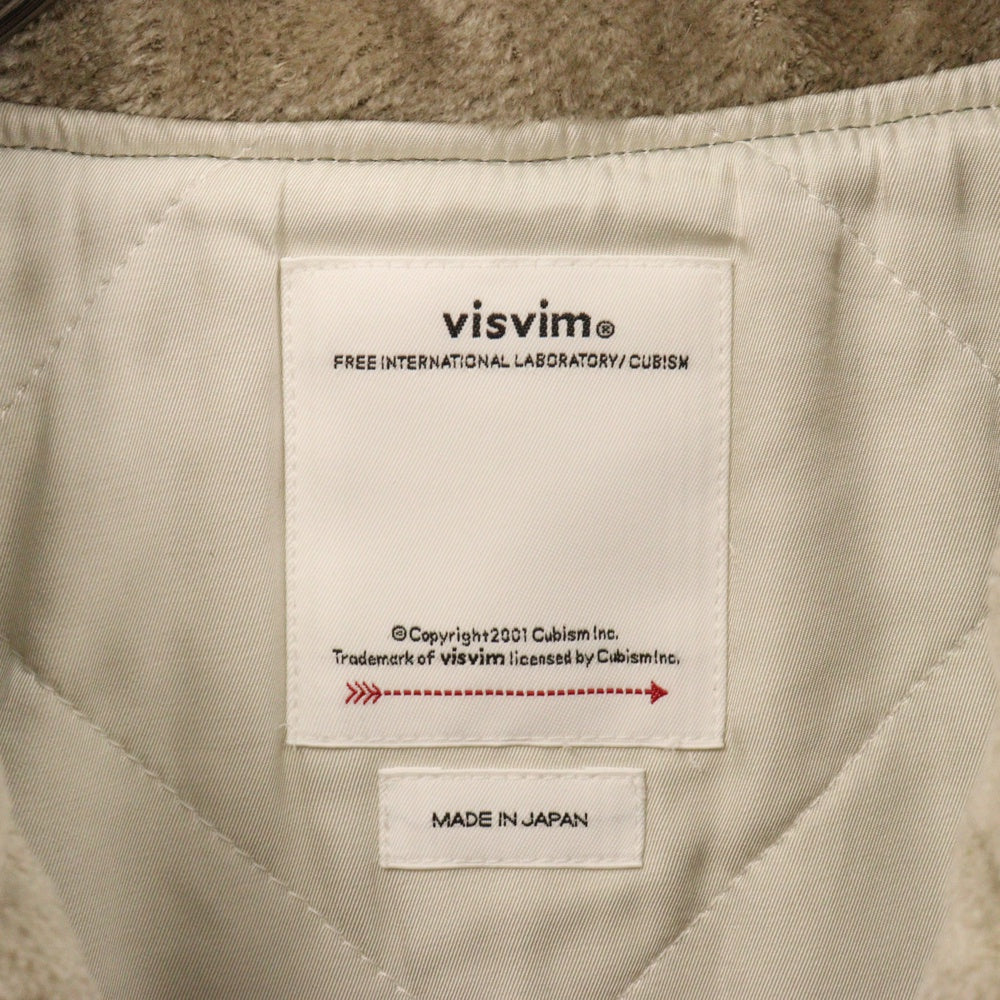 visvim®
FREE INTERNATIONAL LABORATORY/ CUBISM
©Copyright2001 Cubism Inc.
Trademark of visvim licensed by Cubism Inc.
MADE IN JAPAN